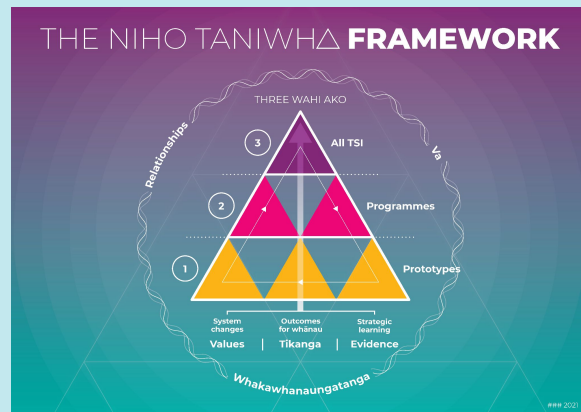 THE NIHO TANIWHA FRAMEWORK
THREE WAHI AKO
Relationships
Va
3
All TSI
2
Programmes
1
Prototypes
System changes
Outcomes for whānau
Strategic learning
Values | Tikanga | Evidence
Whakawhanaungatanga
### 2021